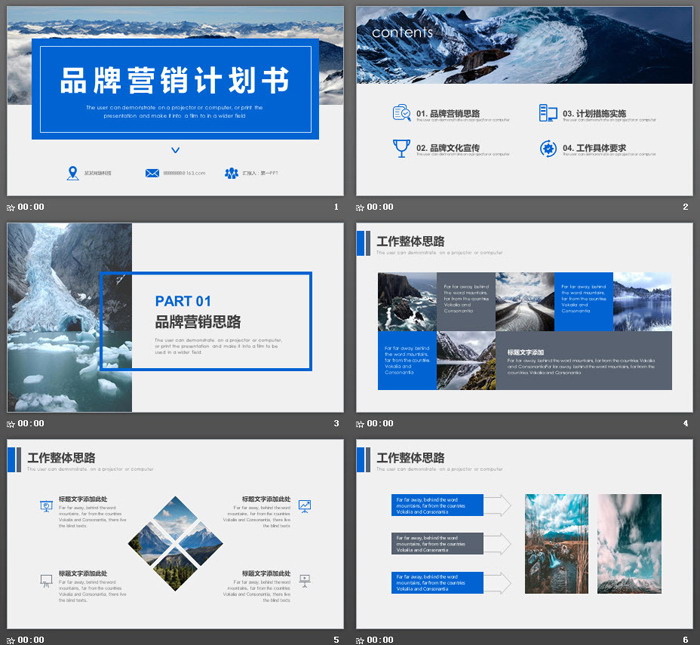 品牌营销计划书
The user can demonstrate on a projector or computer, or print the
presentation and make it into a film to in a wider field
00:00
1
contents
01. 品牌营销思路
The user can demonstrate on a projector or computer
03. 计划措施实施
The user can demonstrate on a projector or computer
02. 品牌文化宣传
The user can demonstrate on a projector or computer
04. 工作具体要求
The user can demonstrate on a projector or computer
00:00
2
PART 01
品牌营销思路
The user can demonstrate on a projector or computer,
or print the presentation and make it into a film to be
used in a wider field
00:00
3
工作整体思路
The user can demonstrate on a projector or computer
Far far away, behind
the word mountains,
far from the countries
Vokalia and
Consonantia
Far far away, behind
the word mountains,
far from the countries
Vokalia and
Consonantia
Far far away, behind
the word mountains,
far from the countries
Vokalia and
Consonantia
标题文字添加
Far far away, behind the word mountains, far from the countries Vokalia
and ConsonantiaFar far away, behind the word mountains, far from the
countries Vokalia and Consonantia
00:00
4
工作整体思路
The user can demonstrate on a projector or computer
标题文字添加此处
Far far away, behind the word
mountains, far from the countries
Vokalia and Consonantia, there live
the blind texts.
标题文字添加此处
Far far away, behind the word
mountains, far from the countries
Vokalia and Consonantia, there live
the blind texts.
标题文字添加此处
Far far away, behind the word
mountains, far from the countries
Vokalia and Consonantia, there live
the blind texts.
标题文字添加此处
Far far away, behind the word
mountains, far from the countries
Vokalia and Consonantia, there live
the blind texts.
00:00
5
工作整体思路
The user can demonstrate on a projector or computer
Far far away, behind the word
mountains, far from the countries
Vokalia and Consonantia
Far far away, behind the word
mountains, far from the countries
Vokalia and Consonantia
Far far away, behind the word
mountains, far from the countries
Vokalia and Consonantia
00:00
6